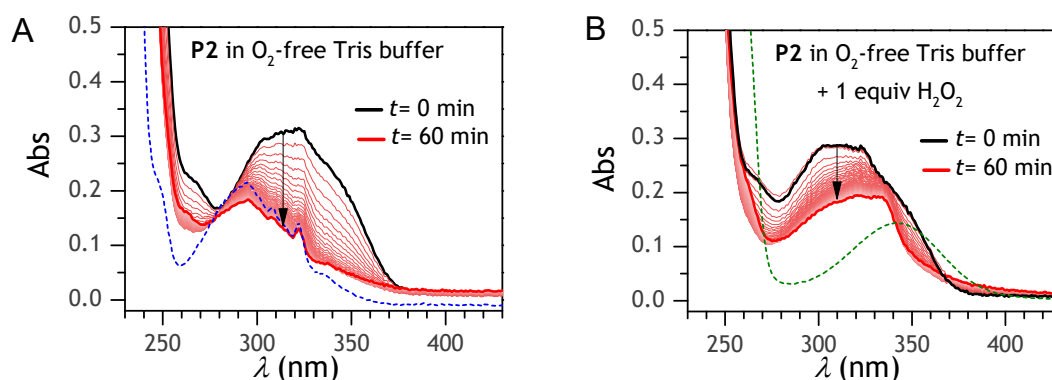 A
P2 in O₂-free Tris buffer
t= 0 min
t= 60 min
Abs
0.5
0.4
0.3
0.2
0.1
0.0
250
300
350
400
λ (nm)
B
P2 in O₂-free Tris buffer
+ 1 equiv H₂O₂
t= 0 min
t= 60 min
Abs
0.5
0.4
0.3
0.2
0.1
0.0
250
300
350
400
λ (nm)